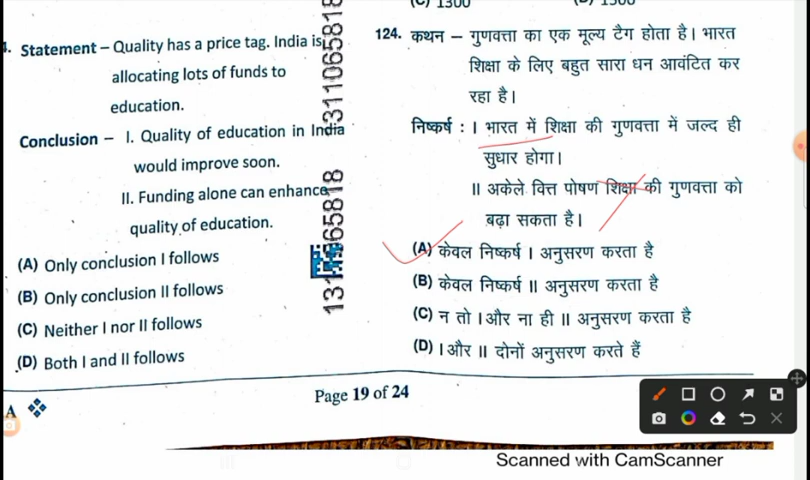 Statement – Quality has a price tag. India is
allocating lots of funds to
education.
Conclusion – I. Quality of education in India
would improve soon.
II. Funding alone can enhance
quality of education.
(A) Only conclusion I follows
(B) Only conclusion II follows
(C) Neither I nor II follows
(D) Both I and II follows
311065818
124. कथन – गुणवत्ता का एक मूल्य टैग होता है। भारत
शिक्षा के लिए बहुत सारा धन आवंटित कर
रहा है।
निष्कर्ष : I भारत में शिक्षा की गुणवत्ता में जल्द ही
सुधार होगा।
II अकेले वित्त पोषण शिक्षा की गुणवत्ता को
बढ़ा सकता है।
(A) केवल निष्कर्ष I अनुसरण करता है
(B) केवल निष्कर्ष II अनुसरण करता है
(C) न तो I और ना ही II अनुसरण करता है
(D) I और II दोनों अनुसरण करते हैं
Page 19 of 24
A
Scanned with CamScanner